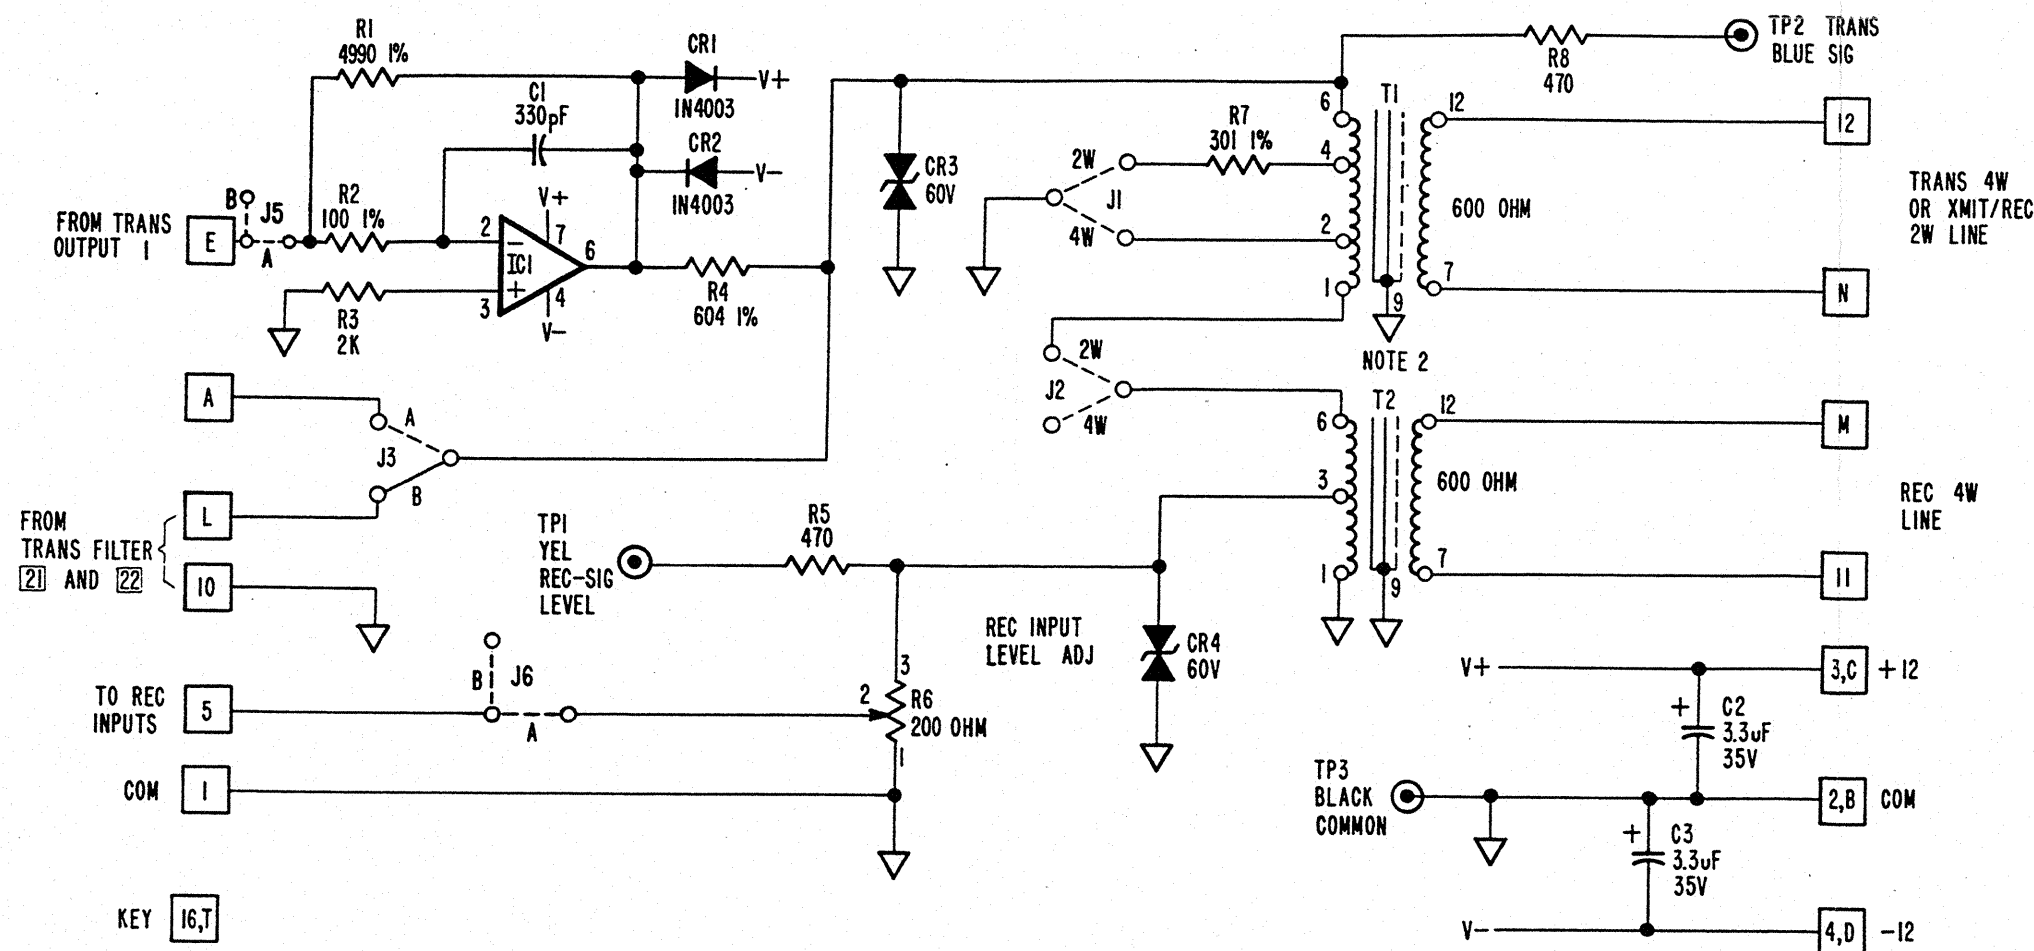 R1
4990 1%
CR1
V+
1N4003
C1
330pF
CR2
V-
1N4003
B
J5
A
R2
100 1%
FROM TRANS
OUTPUT 1
E
2
-
V+
7
6
IC1
+
3
4
V-
R3
2K
R4
604 1%
CR3
60V
TP2 TRANS
BLUE SIG
R8
470
R7
301 1%
2W
J1
4W
6
4
2
1
T1
12
7
9
NOTE 2
600 OHM
12
N
TRANS 4W
OR XMIT/REC
2W LINE
2W
J2
4W
A
A
J3
B
L
FROM
TRANS FILTER
21 AND 22
10
T2
6
3
1
12
7
9
600 OHM
M
11
REC 4W
LINE
TP1
YEL
REC-SIG
LEVEL
R5
470
REC INPUT
LEVEL ADJ
CR4
60V
TO REC
INPUTS
5
B
J6
A
3
2
R6
200 OHM
1
COM
1
V+
3,C
+12
+
C2
3.3uF
35V
TP3
BLACK
COMMON
2,B
COM
+
C3
3.3uF
35V
V-
4,D
-12
KEY
16,T